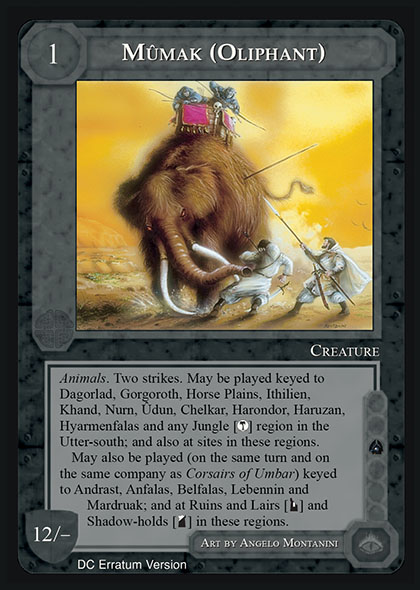 1
MÛMAK (OLIPHANT)
CREATURE
Animals. Two strikes. May be played keyed to
Dagorlad, Gorgoroth, Horse Plains, Ithilien,
Khand, Nurn, Ûdun, Chelkar, Harondor, Haruzan,
Hyarmenfalas and any Jungle [] region in the
Utter-south; and also at sites in these regions.
May also be played (on the same turn and on
the same company as Corsairs of Umbar) keyed
to Andrast, Anfalas, Belfalas, Lebennin and
Mardruak; and at Ruins and Lairs [] and
Shadow-holds [] in these regions.
12/–
ART BY ANGELO MONTANINI
DC Erratum Version